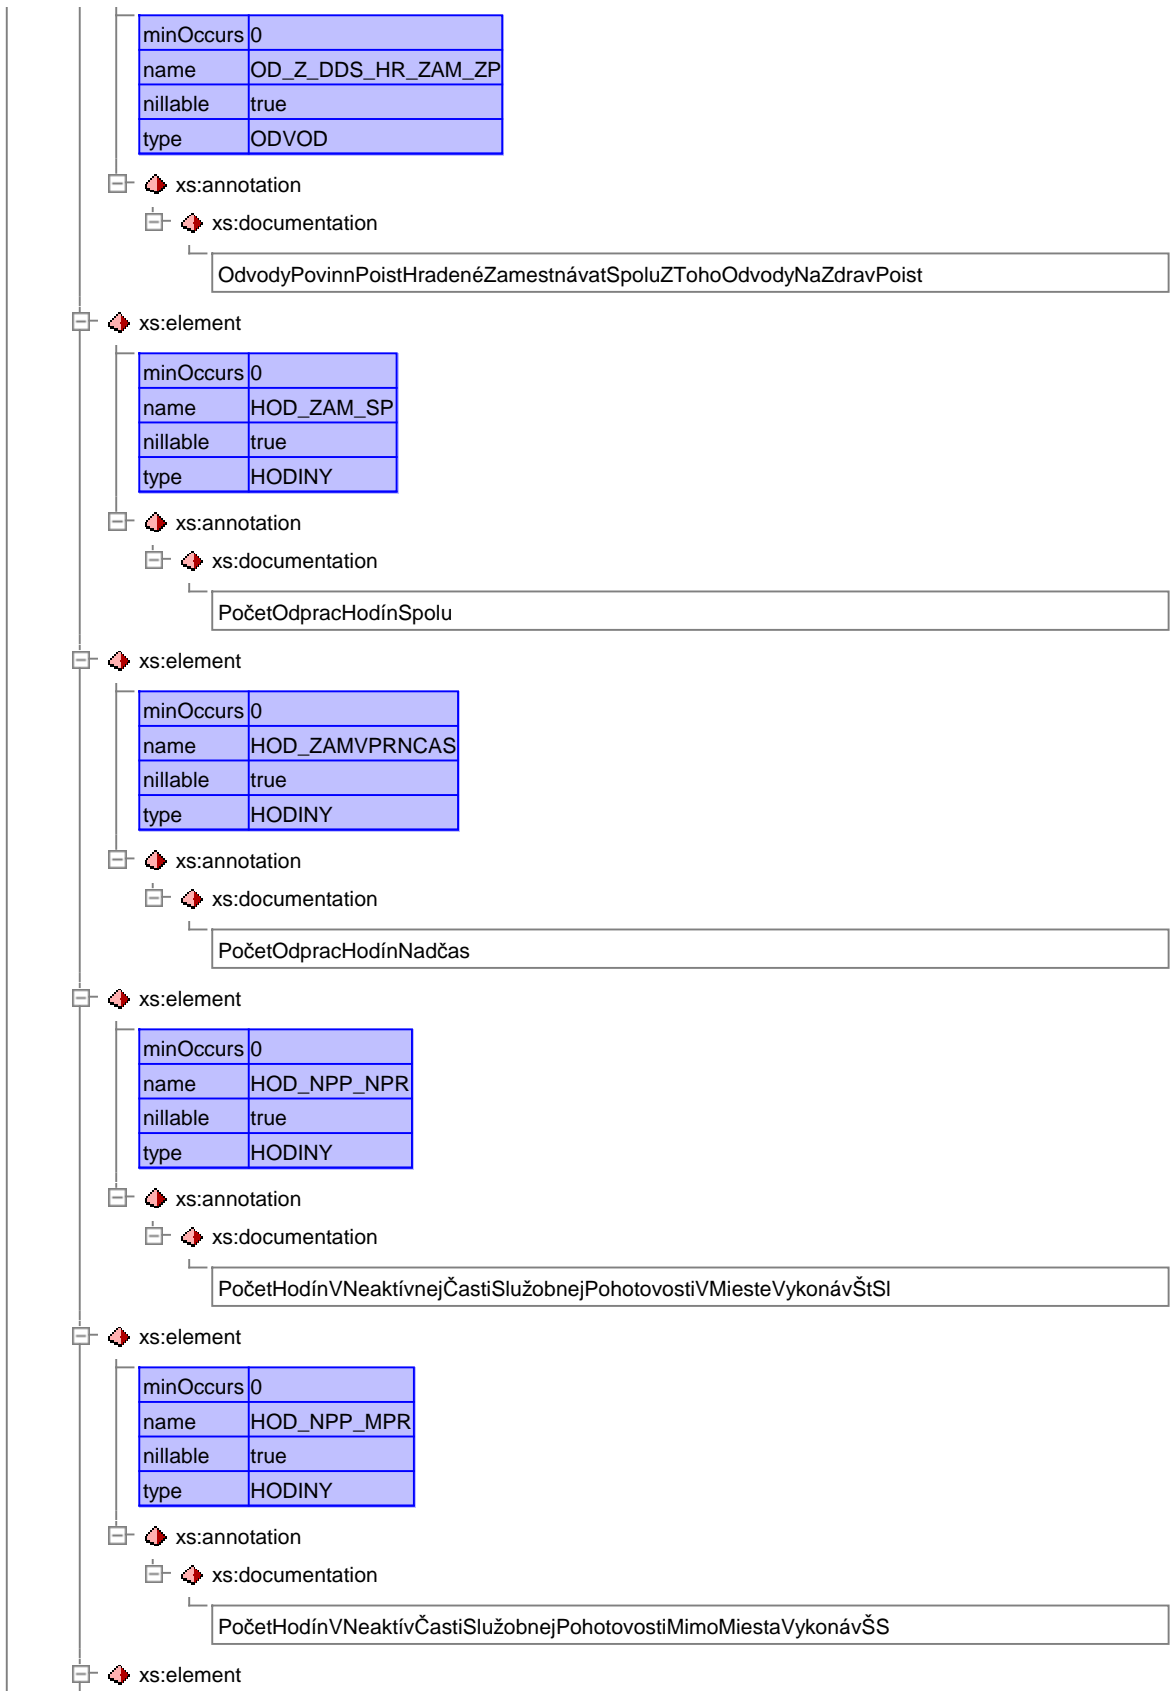 minOccurs 0
name OD_Z_DDS_HR_ZAM_ZP
nillable true
type ODVOD
xs:annotation
xs:documentation
OdvodyPovinnPoistHradenéZamestnávatSpoluZTohoOdvodyNaZdravPoist
xs:element
minOccurs 0
name HOD_ZAM_SP
nillable true
type HODINY
xs:annotation
xs:documentation
PočetOdpracHodínSpolu
xs:element
minOccurs 0
name HOD_ZAMVPRNCAS
nillable true
type HODINY
xs:annotation
xs:documentation
PočetOdpracHodínNadčas
xs:element
minOccurs 0
name HOD_NPP_NPR
nillable true
type HODINY
xs:annotation
xs:documentation
PočetHodínVNeaktívnejČastiSlužobnejPohotovostiVMiesteVykonávŠtSl
xs:element
minOccurs 0
name HOD_NPP_MPR
nillable true
type HODINY
xs:annotation
xs:documentation
PočetHodínVNeaktívČastiSlužobnejPohotovostiMimoMiestaVykonávŠS
xs:element